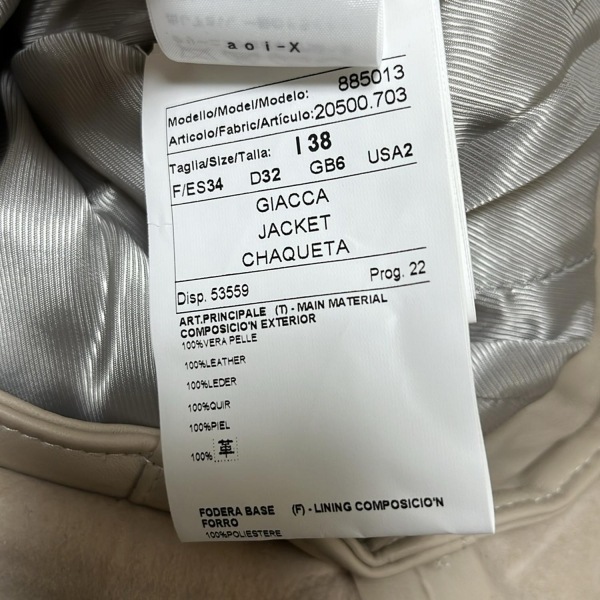 aoi-X
Modello/Model/Modelo: 885013
Articolo/Fabric/Artículo: 20500.703
Taglia/Size/Talla: I 38
F/ES34 D32 GB6 USA2
GIACCA
JACKET
CHAQUETA
Disp. 53559 Prog. 22
ART.PRINCIPALE (T) - MAIN MATERIAL
COMPOSICIO'N EXTERIOR
100%VERA PELLE
100%LEATHER
100%LEDER
100%QUIR
100%PIEL
100%革
FODERA BASE (F) - LINING COMPOSICIO'N
FORRO
100%POLIESTERE